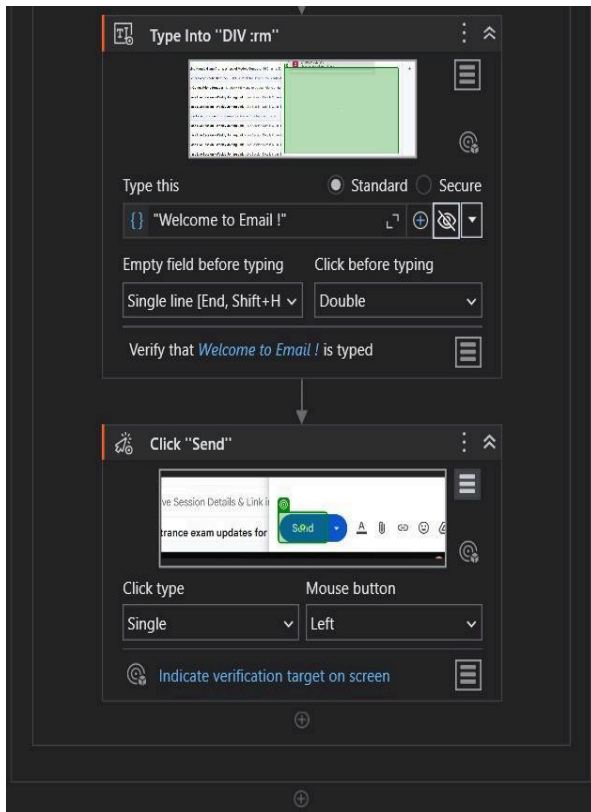 Type Into "DIV :rm"
Type this
Standard
Secure
{} "Welcome to Email !"
Empty field before typing
Click before typing
Single line [End, Shift+H
Double
Verify that Welcome to Email ! is typed
Click "Send"
ve Session Details & Link i
trance exam updates for
Send
Click type
Mouse button
Single
Left
Indicate verification target on screen